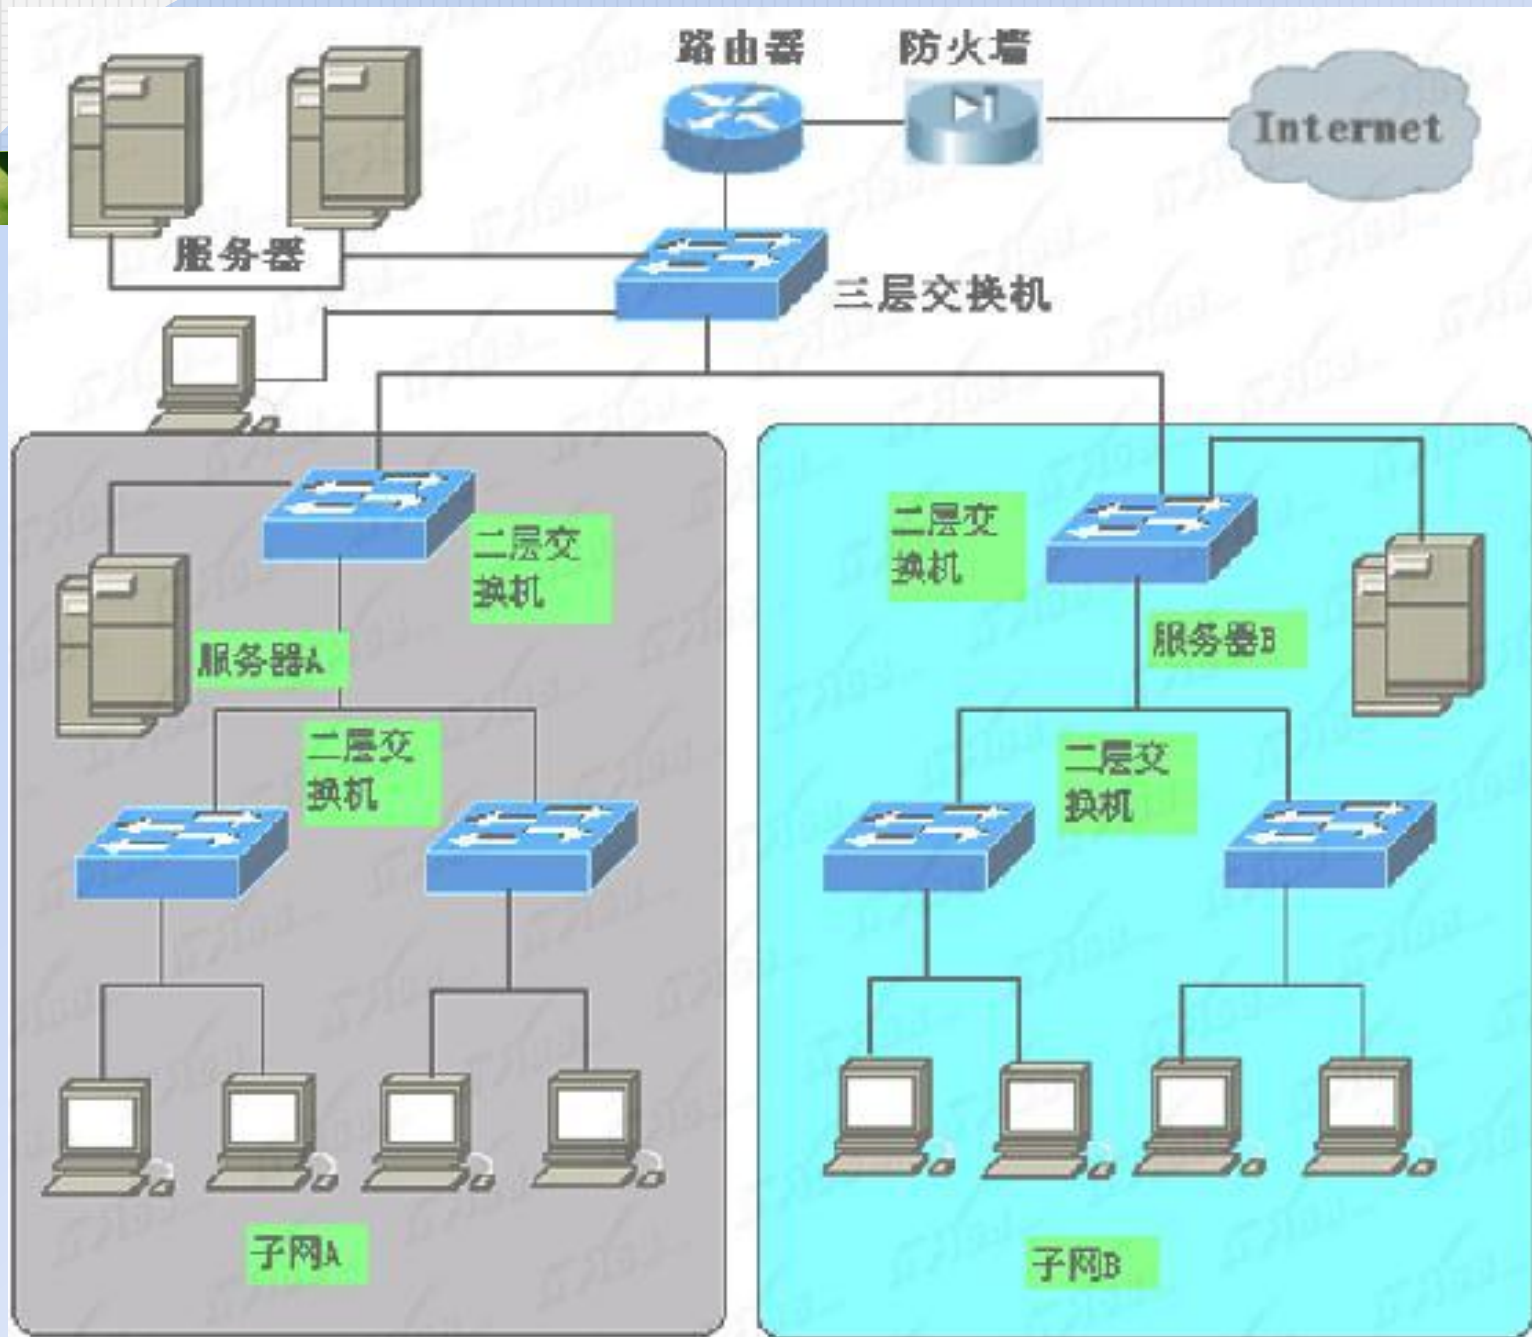 路由器
防火墙
Internet
服务器
三层交换机
二层交
换机
二层交
换机
服务器A
服务器B
二层交
换机
二层交
换机
子网A
子网B